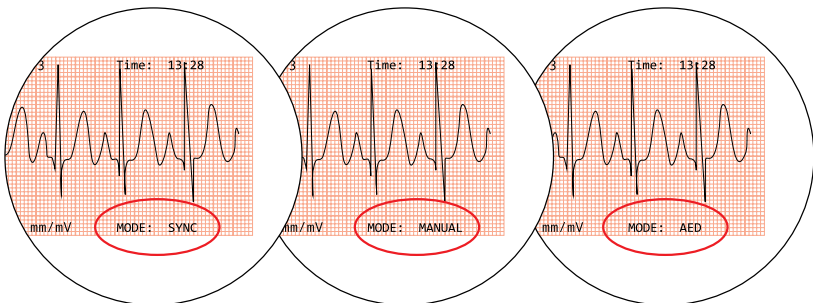 3 Time: 13:28
mm/mV MODE: SYNC
3 Time: 13:28
mm/mV MODE: MANUAL
3 Time: 13:28
mm/mV MODE: AED